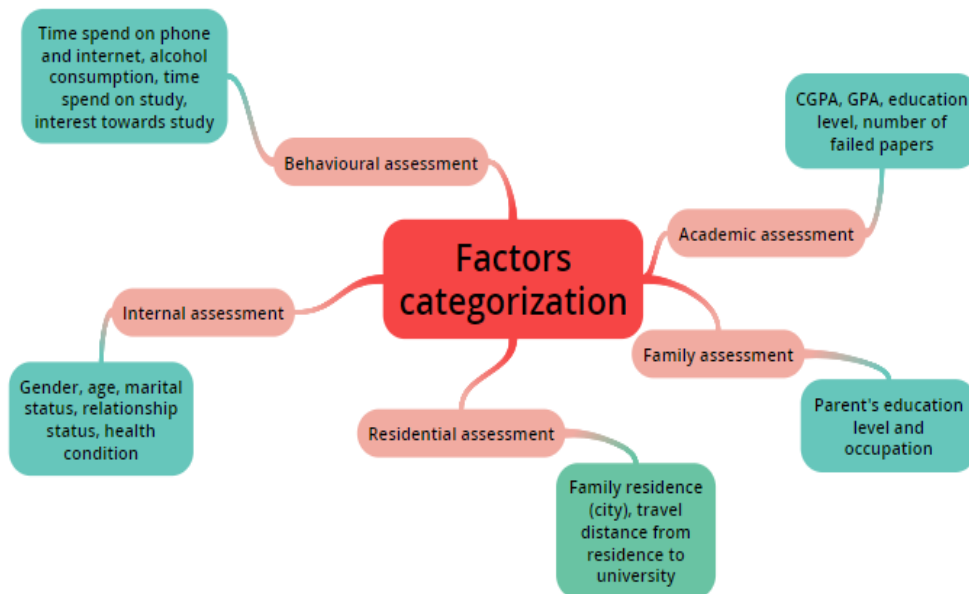 Time spend on phone
and internet, alcohol
consumption, time
spend on study,
interest towards study
Behavioural assessment
CGPA, GPA, education
level, number of
failed papers
Academic assessment
Factors
categorization
Internal assessment
Gender, age, marital
status, relationship
status, health
condition
Family assessment
Parent's education
level and
occupation
Residential assessment
Family residence
(city), travel
distance from
residence to
university